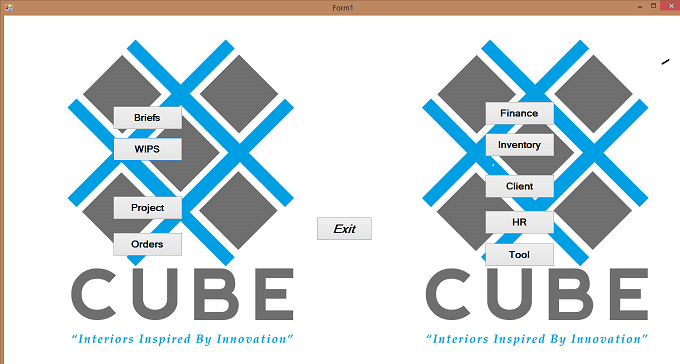 Form1
Briefs
WIPS
Project
Orders
CUBE
“Interiors Inspired By Innovation”
Exit
Finance
Inventory
Client
HR
Tool
CUBE
“Interiors Inspired By Innovation”